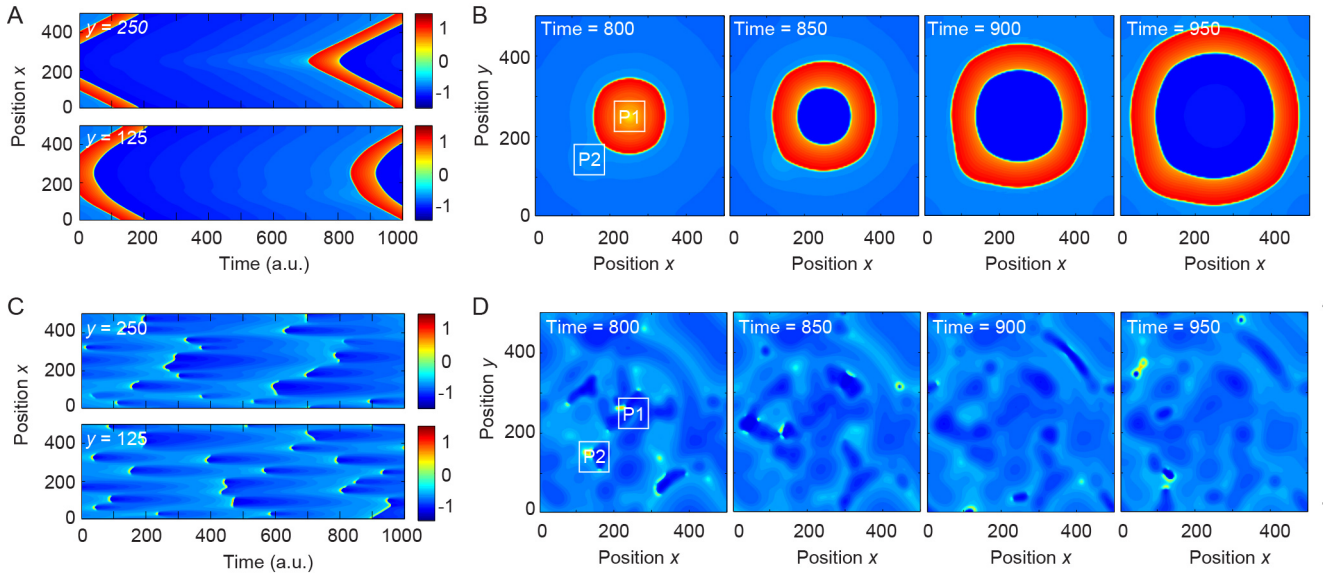 A
y = 250
Position x
400
200
0
1
0
-1
y = 125
400
200
0
1
0
-1
0 200 400 600 800 1000
Time (a.u.)
B
Time = 800
Time = 850
Time = 900
Time = 950
P1
P2
Position y
400
200
0
0 200 400
0 200 400
0 200 400
0 200 400
Position x
Position x
Position x
Position x
C
y = 250
Position x
400
200
0
1
0
-1
y = 125
400
200
0
1
0
-1
0 200 400 600 800 1000
Time (a.u.)
D
Time = 800
Time = 850
Time = 900
Time = 950
P1
P2
Position y
400
200
0
0 200 400
0 200 400
0 200 400
0 200 400
Position x
Position x
Position x
Position x